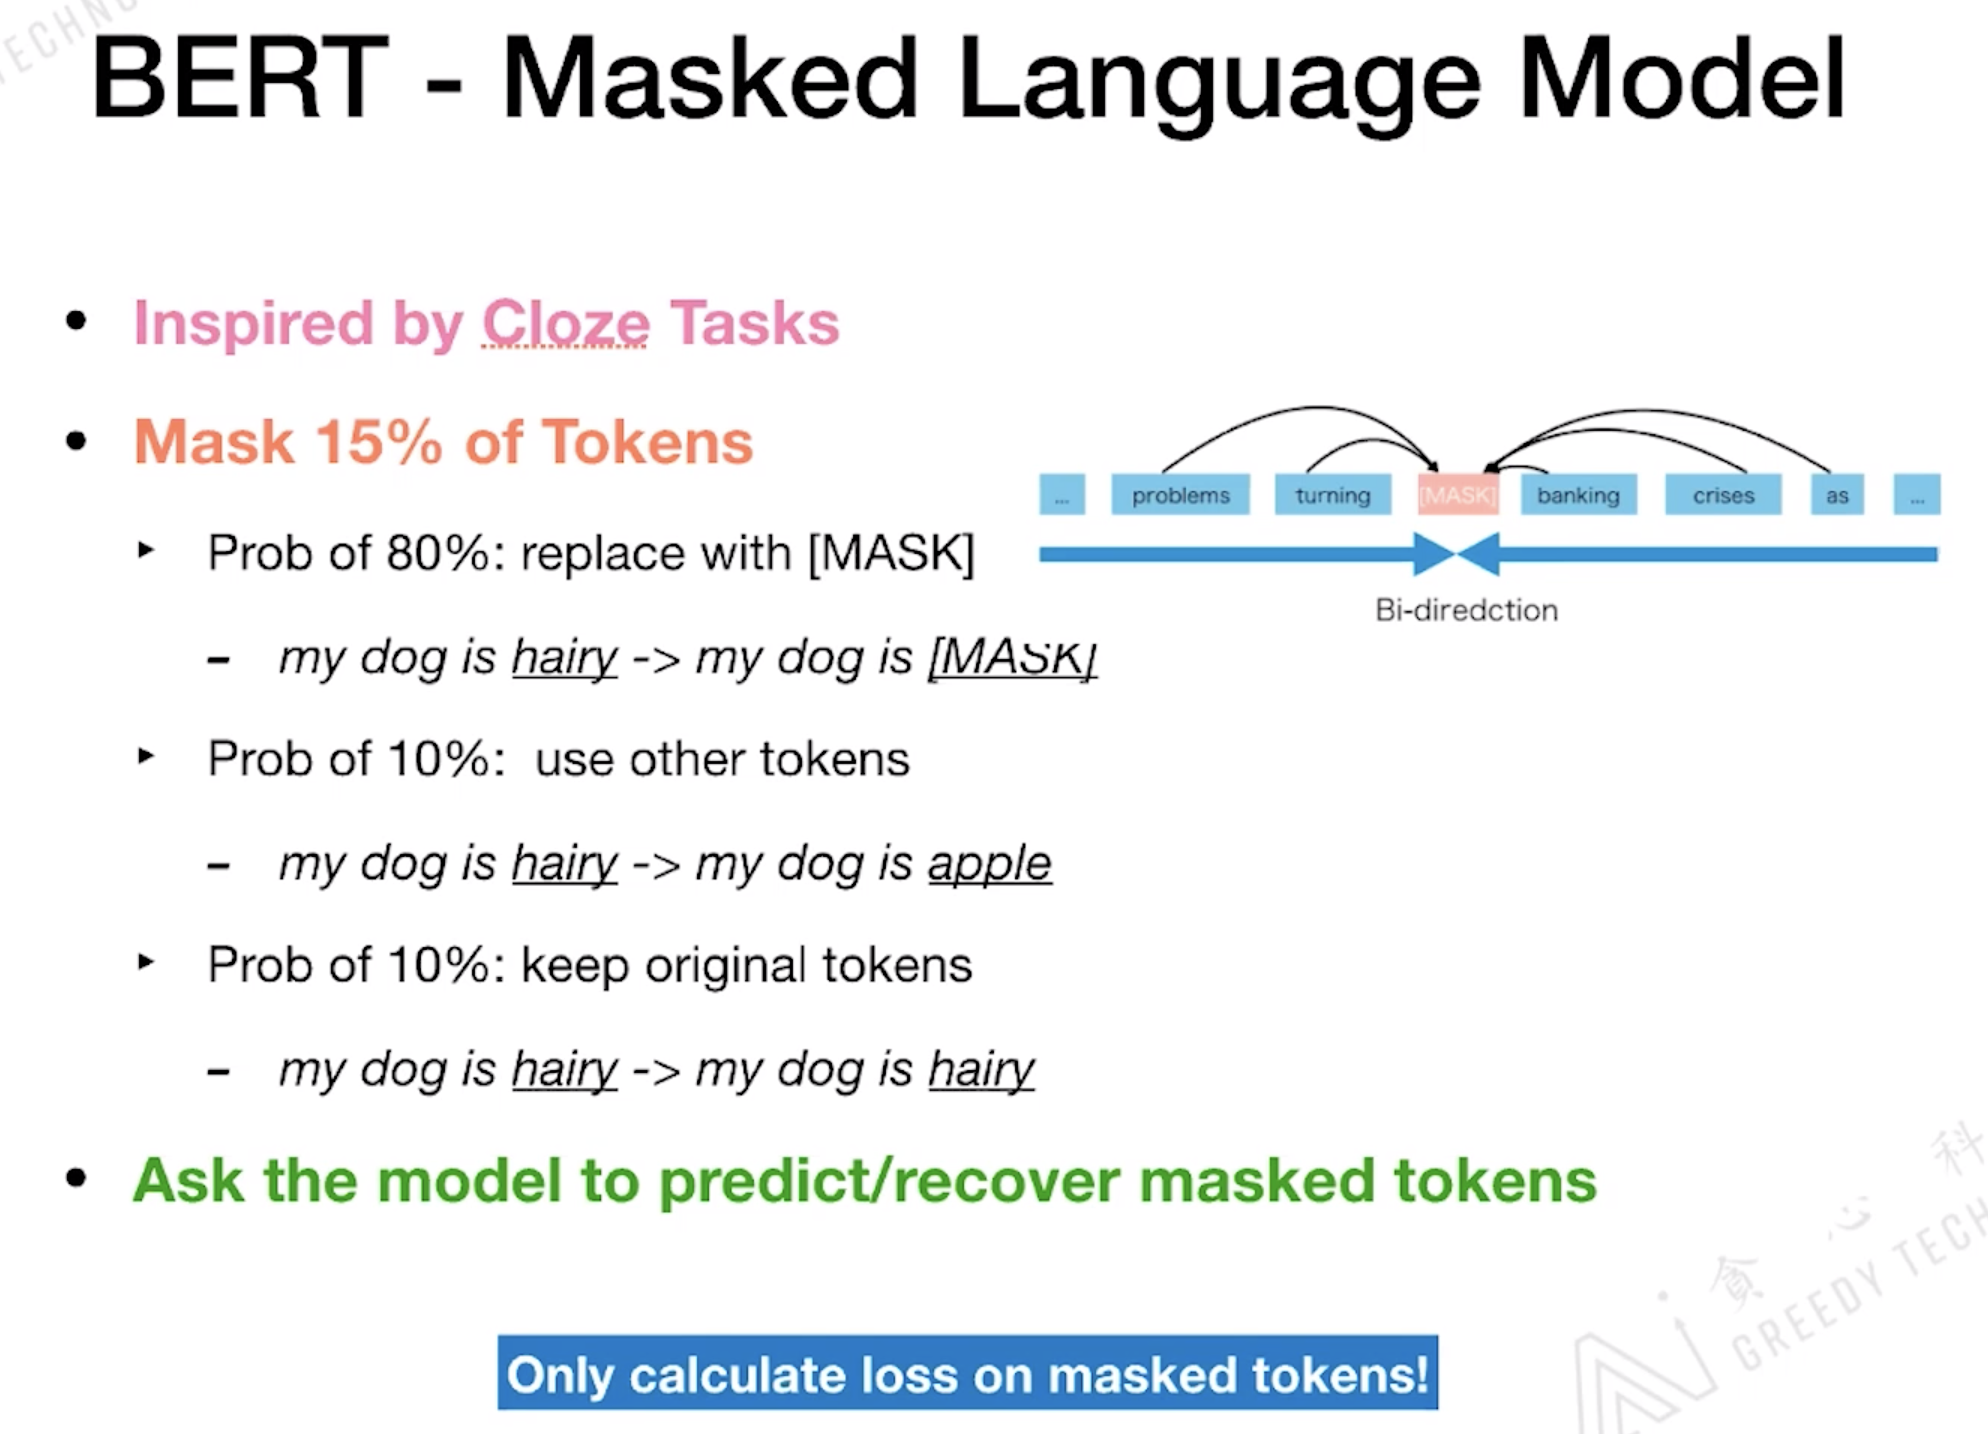 BERT - Masked Language Model
• Inspired by Cloze Tasks
• Mask 15% of Tokens
‣ Prob of 80%: replace with [MASK]
– my dog is hairy -> my dog is [MASK]
‣ Prob of 10%: use other tokens
– my dog is hairy -> my dog is apple
‣ Prob of 10%: keep original tokens
– my dog is hairy -> my dog is hairy
• Ask the model to predict/recover masked tokens
... problems turning [MASK] banking crises as ...
Bi-diredction
Only calculate loss on masked tokens!
贪 科
GREEDY TECH